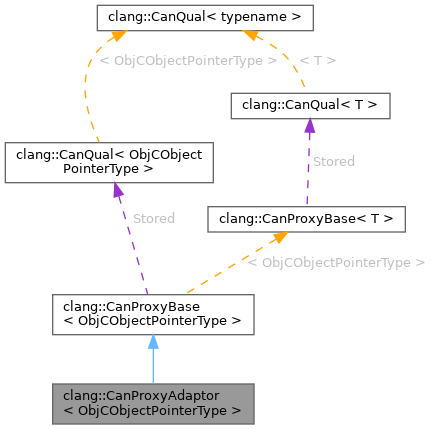 clang::CanQual< typename >
< ObjCObjectPointerType >
< T >
clang::CanQual< T >
clang::CanQual< ObjCObject
PointerType >
Stored
clang::CanProxyBase< T >
Stored
< ObjCObjectPointerType >
clang::CanProxyBase
< ObjCObjectPointerType >
clang::CanProxyAdaptor
< ObjCObjectPointerType >